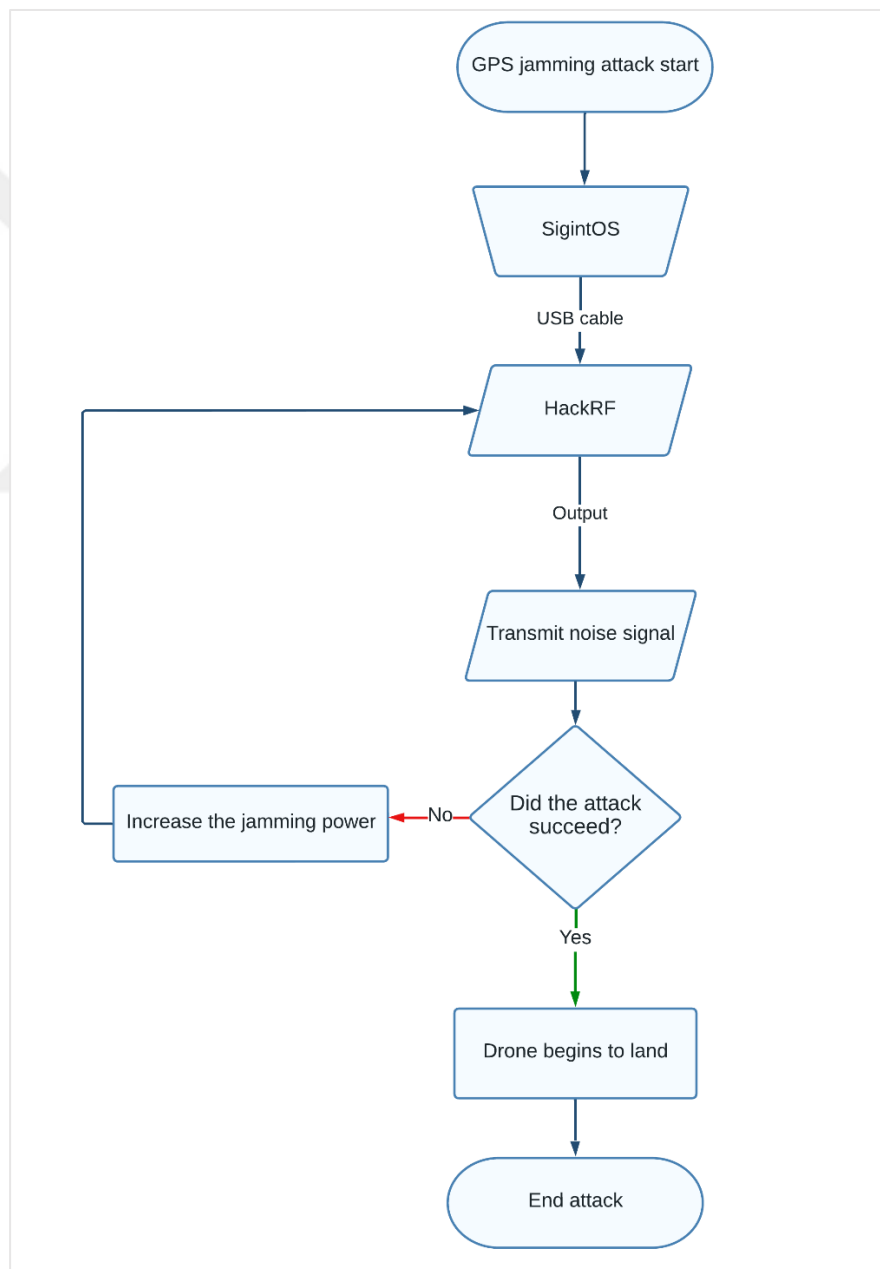 GPS jamming attack start
SigintOS
USB cable
HackRF
Output
Transmit noise signal
Did the attack
succeed?
No
Increase the jamming power
Yes
Drone begins to land
End attack